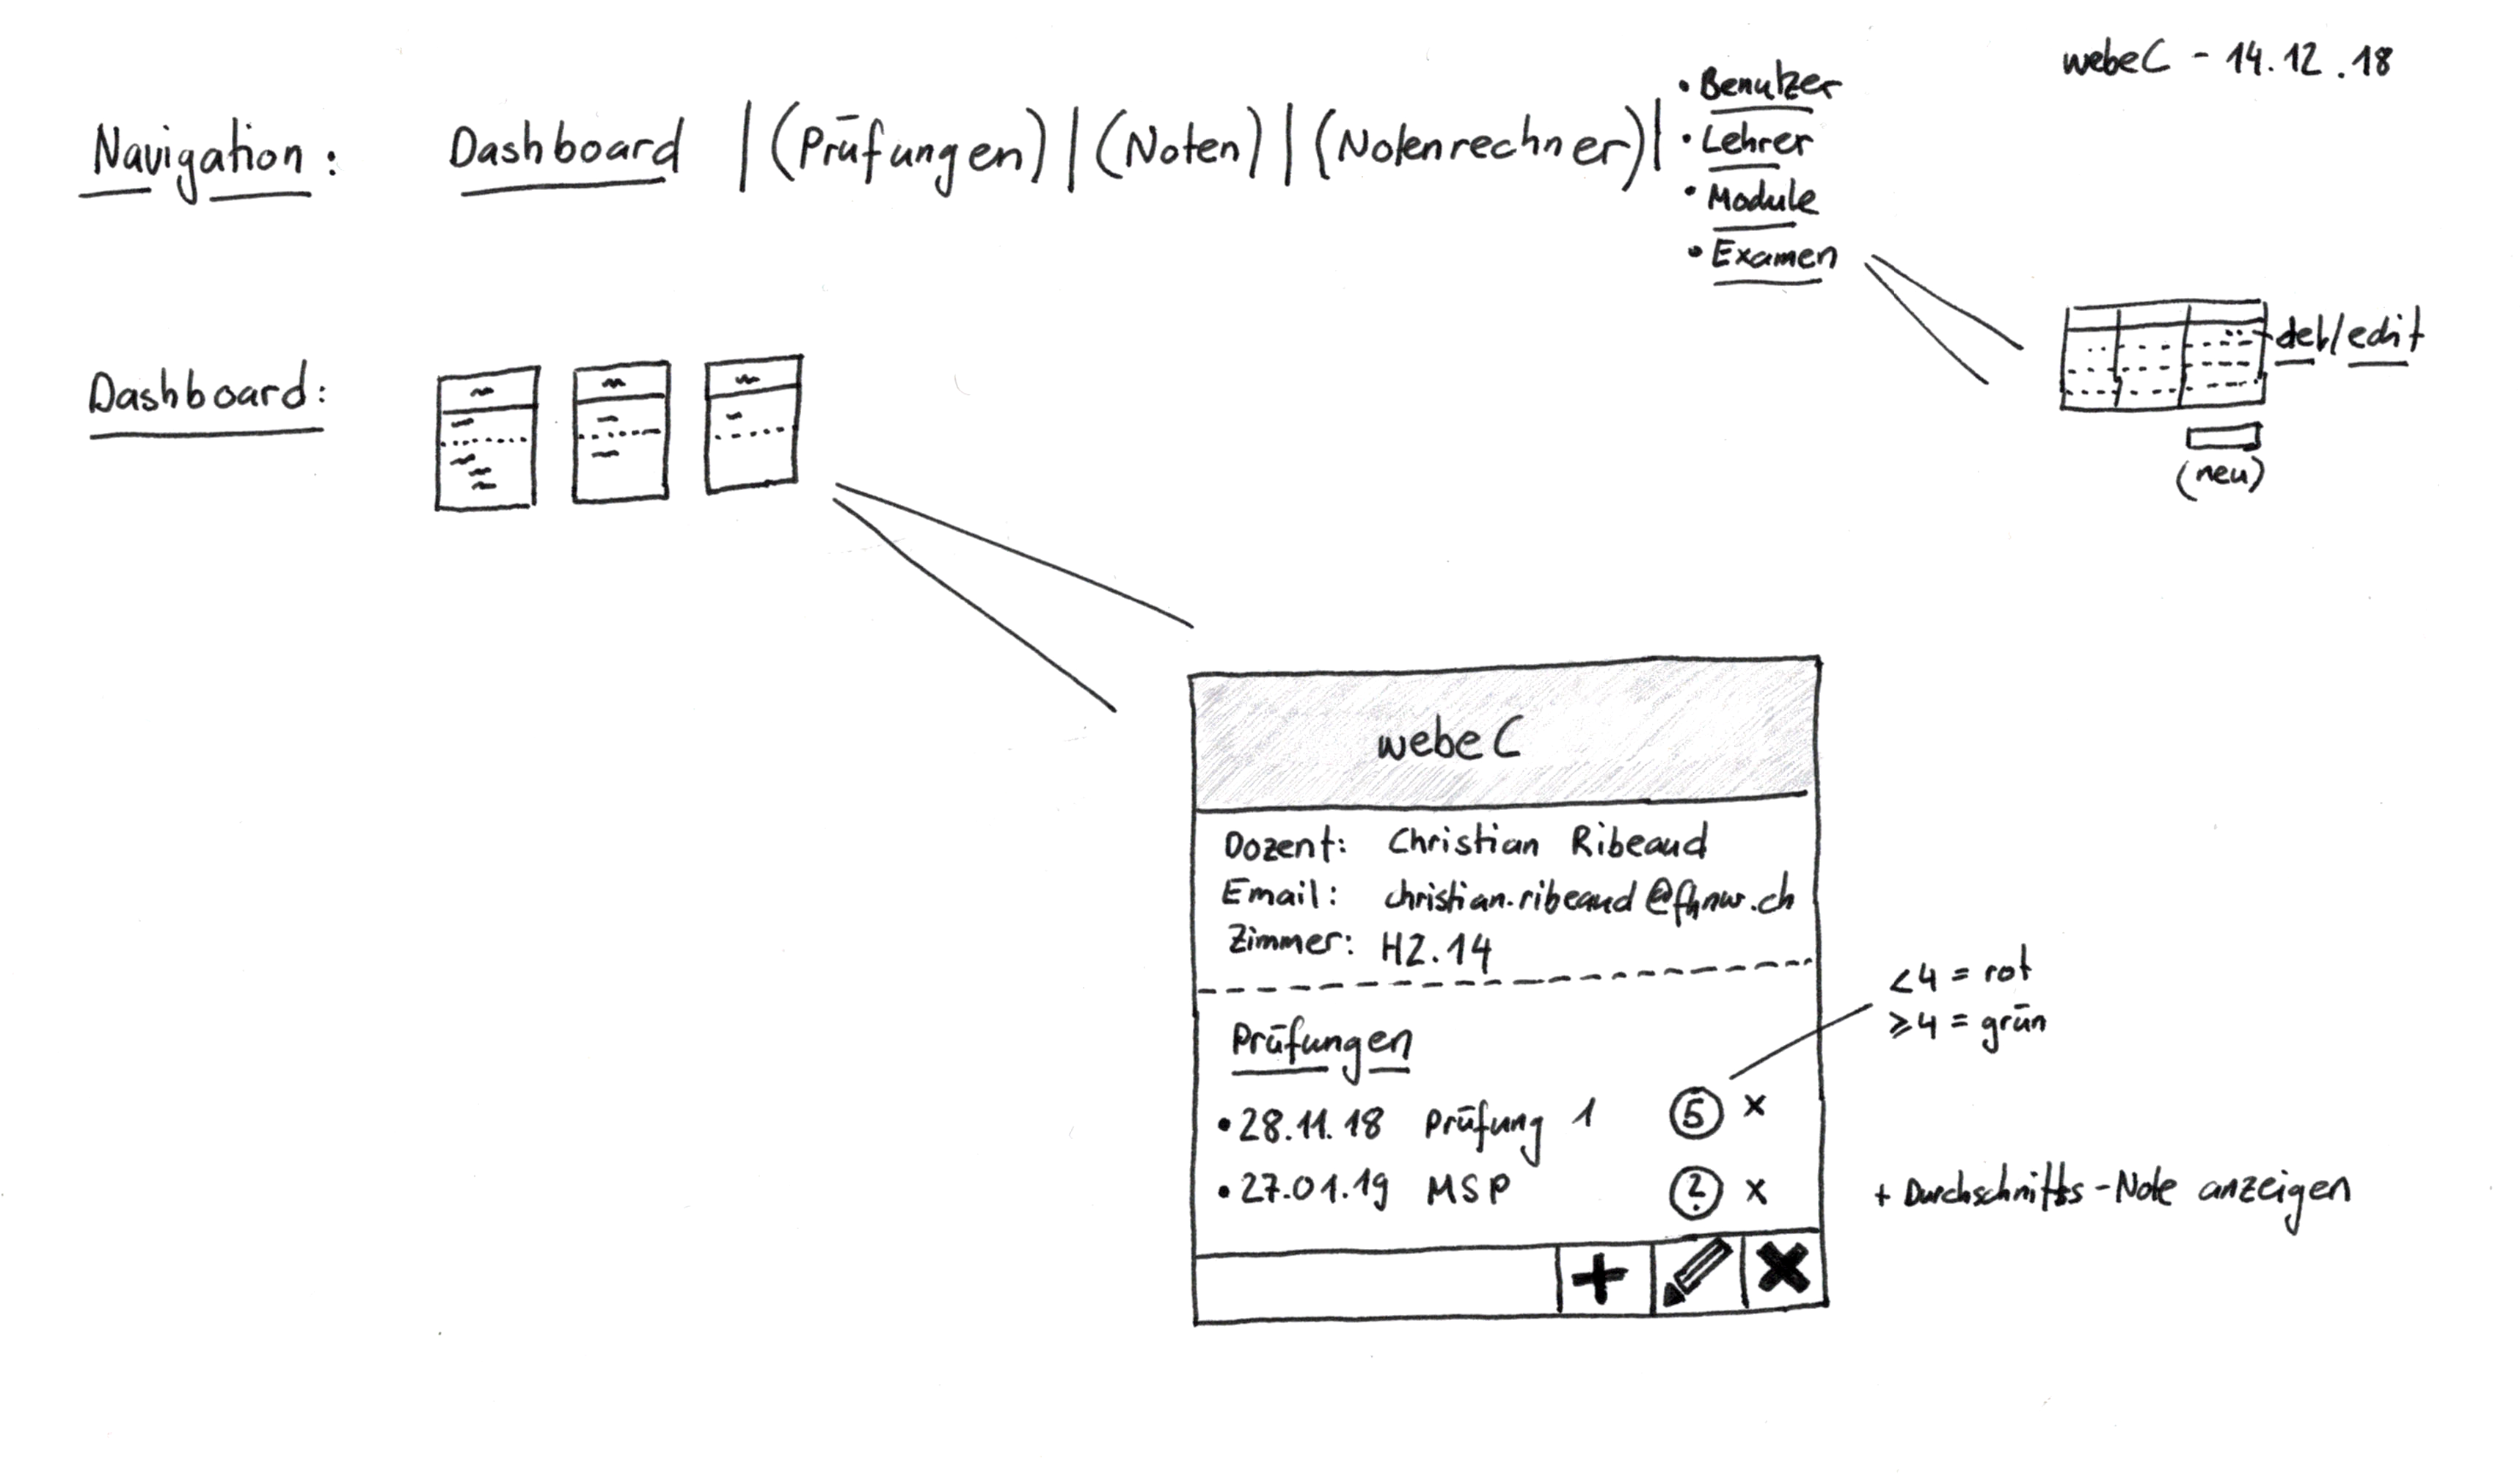 webeC - 14.12.18
Navigation: Dashboard | (Prüfungen) | (Noten) | (Notenrechner) |
• Benutzer
• Lehrer
• Module
• Examen
del/edit
(neu)
Dashboard:
webeC
Dozent: Christian Ribeaud
Email: christian.ribeaud@fhnw.ch
Zimmer: H2.14
<4 = rot
≥4 = grün
Prüfungen
• 28.11.18 Prüfung 1 5 x
• 27.01.19 MSP ? x
+ Durchschnitts-Note anzeigen